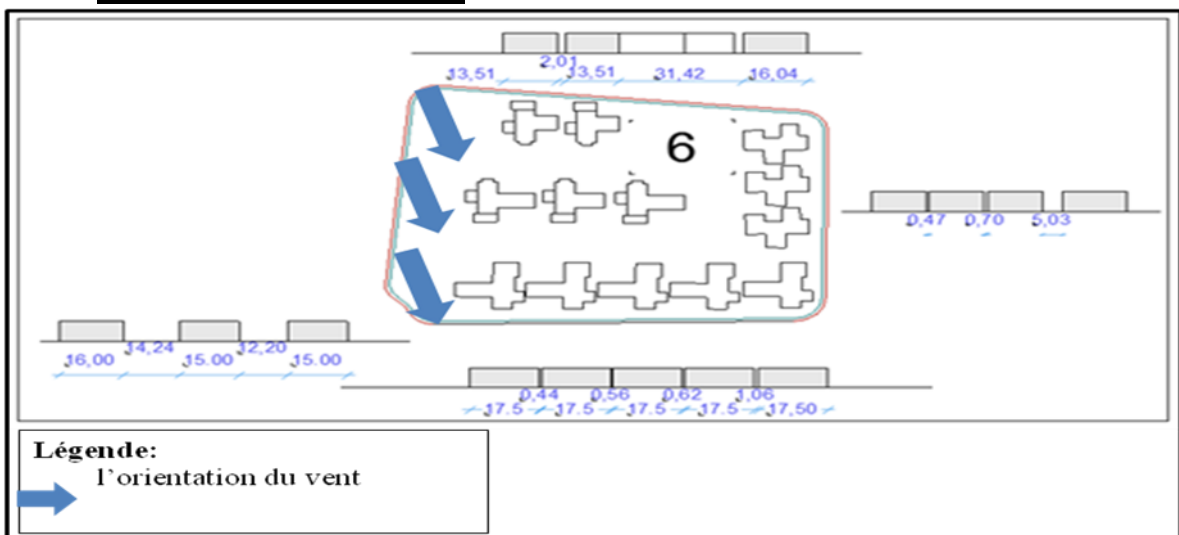 2,01
13,51 13,51 31,42 16,04
6
0,47 0,70 5,03
14,24 12,20
16,00 15.00 15.00
0,44 0,56 0,62 1,06
17.5 17.5 17.5 17.5 17,50
Légende:
l'orientation du vent